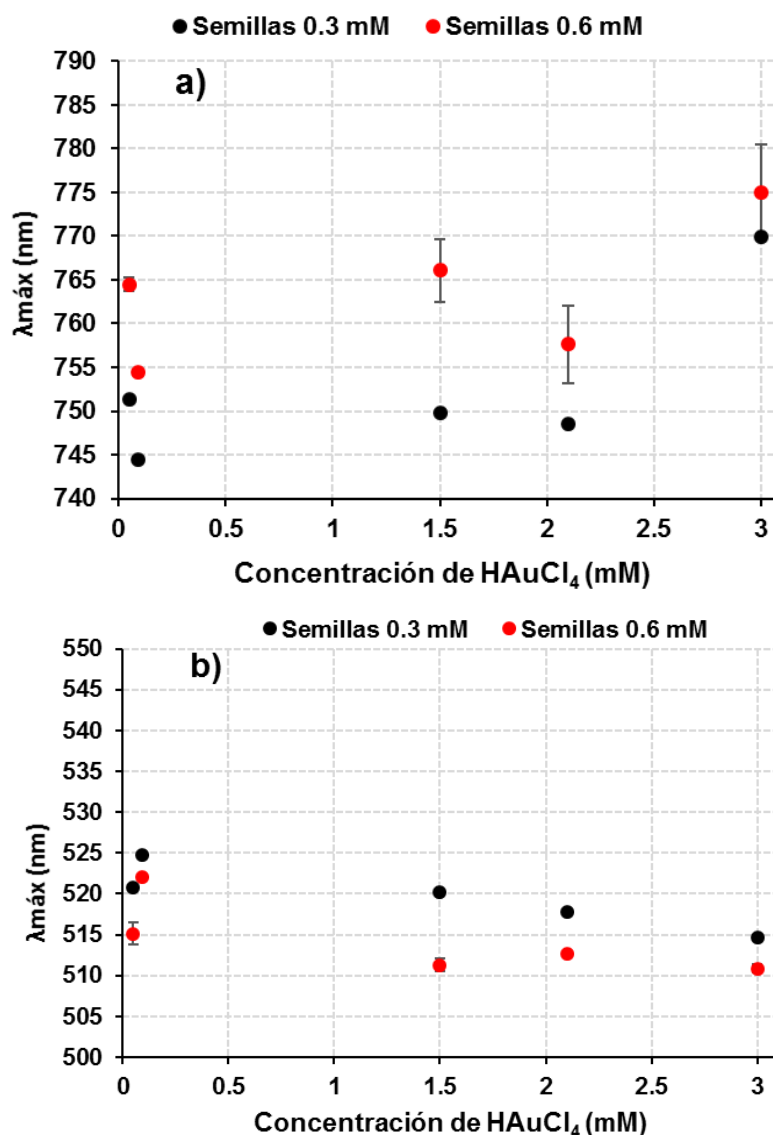 Semillas 0.3 mM Semillas 0.6 mM
a)
790
785
780
775
770
765
760
755
750
745
740
λmáx (nm)
0 0.5 1 1.5 2 2.5 3
Concentración de HAuCl₄ (mM)
Semillas 0.3 mM Semillas 0.6 mM
b)
550
545
540
535
530
525
520
515
510
505
500
λmáx (nm)
0 0.5 1 1.5 2 2.5 3
Concentración de HAuCl₄ (mM)